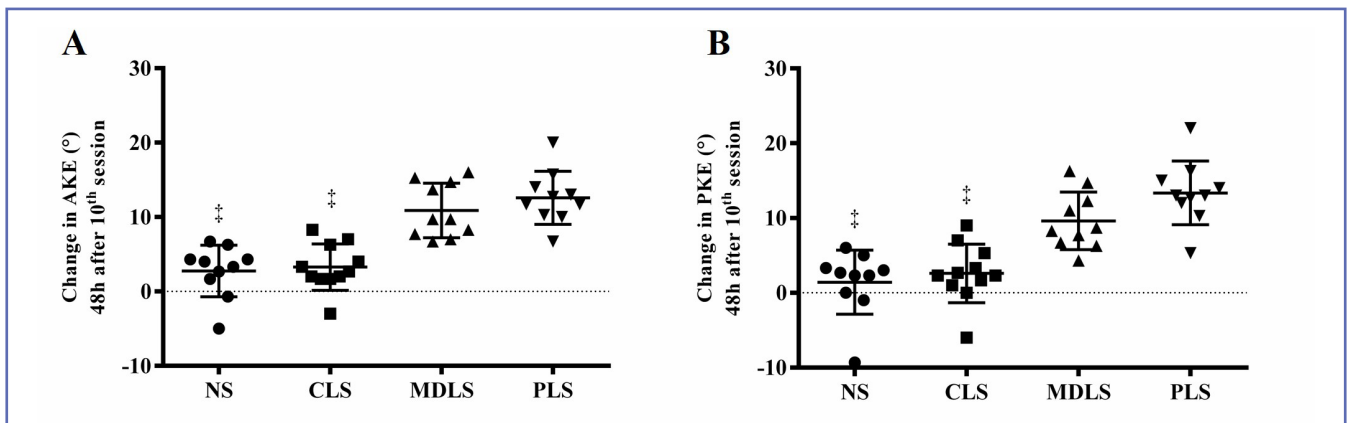 A
Change in AKE (°)
48h after 10th session
30
20
10
0
-10
‡
‡
NS
CLS
MDLS
PLS
B
Change in PKE (°)
48h after 10th session
30
20
10
0
-10
‡
‡
NS
CLS
MDLS
PLS